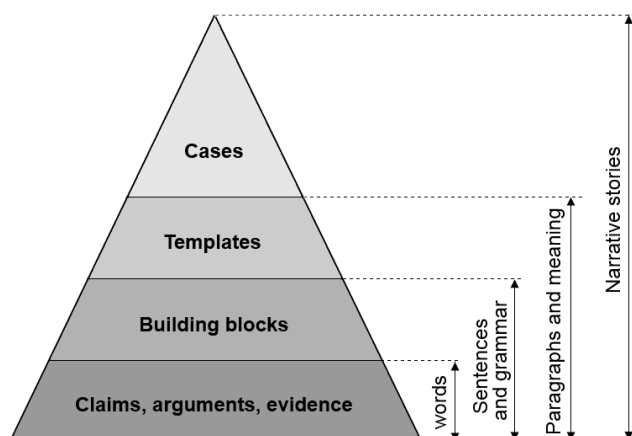 Cases
Templates
Building blocks
Claims, arguments, evidence
words
Sentences
and grammar
Paragraphs and meaning
Narrative stories